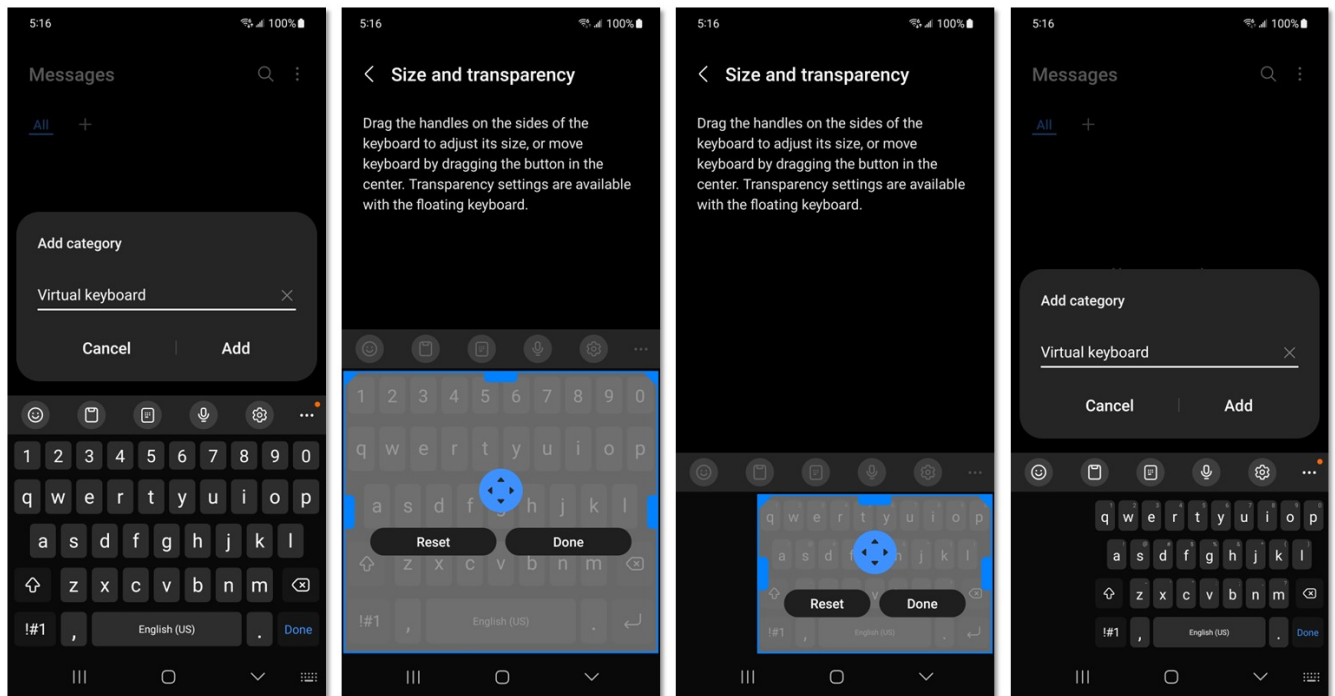 5:16 100%
Messages
All +
Add category
Virtual keyboard
Cancel Add
1 2 3 4 5 6 7 8 9 0
q w e r t y u i o p
a s d f g h j k l
z x c v b n m
!#1 , English (US) . Done
5:16 100%
Size and transparency
Drag the handles on the sides of the
keyboard to adjust its size, or move
keyboard by dragging the button in the
center. Transparency settings are available
with the floating keyboard.
1 2 3 4 5 6 7 8 9 0
q w e r t y u i o p
a s d f g h j k l
Reset Done
z x c v b n m
!#1 , English (US) .
5:16 100%
Size and transparency
Drag the handles on the sides of the
keyboard to adjust its size, or move
keyboard by dragging the button in the
center. Transparency settings are available
with the floating keyboard.
q w e r t y u i o p
a s d f h j k l
v
Reset Done
!#1 , English (US) .
5:16 100%
Messages
All +
Add category
Virtual keyboard
Cancel Add
q w e r t y u i o p
a s d f g h j k l
z x c v b n m
!#1 , English (US) . Done